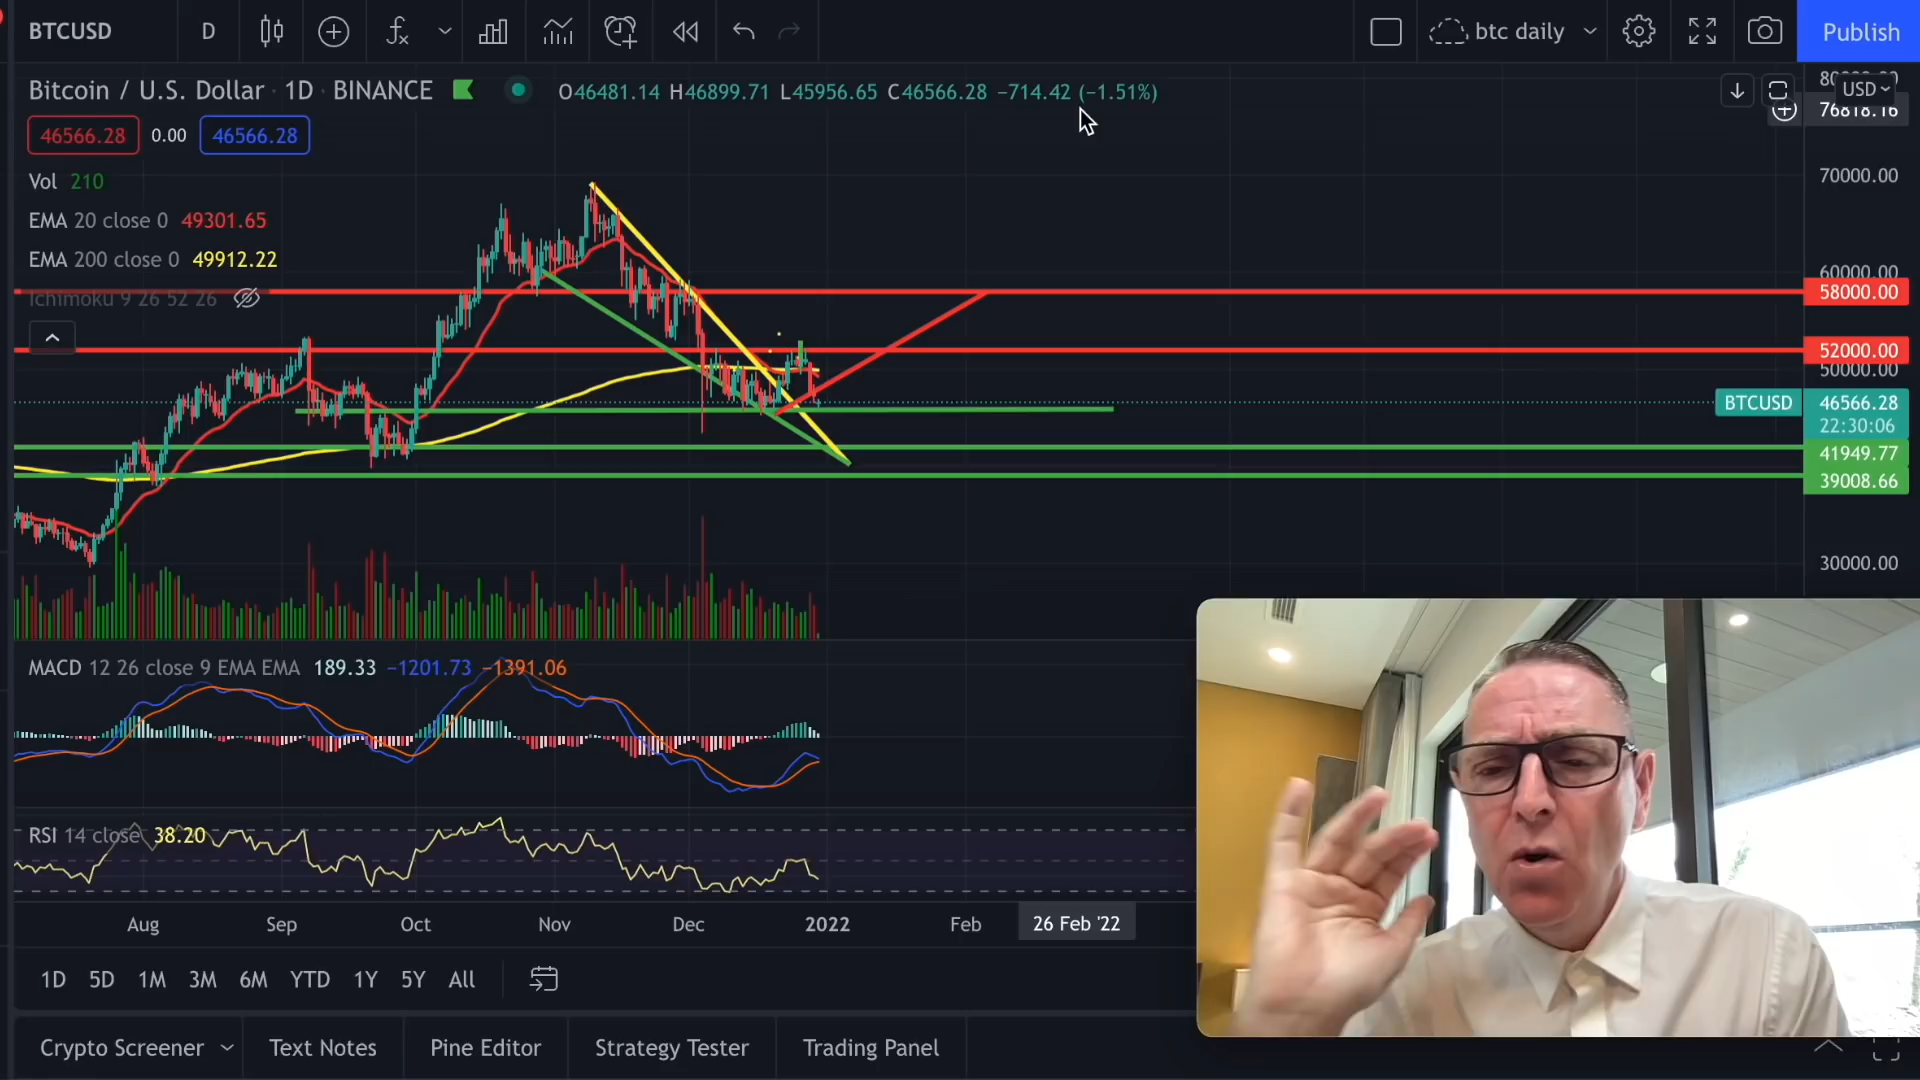 BTCUSD D btc daily Publish
Bitcoin / U.S. Dollar · 1D · BINANCE O46481.14 H46899.71 L45956.65 C46566.28 −714.42 (−1.51%)
USD
76818.16
46566.28 0.00 46566.28
Vol 210
70000.00
EMA 20 close 0 49301.65
EMA 200 close 0 49912.22
60000.00
Ichimoku 9 26 52 26
58000.00
52000.00
50000.00
BTCUSD 46566.28
22:30:06
41949.77
39008.66
30000.00
MACD 12 26 close 9 EMA EMA 189.33 −1201.73 −1391.06
RSI 14 close 38.20
Aug Sep Oct Nov Dec 2022 Feb 26 Feb '22
1D 5D 1M 3M 6M YTD 1Y 5Y All
Crypto Screener Text Notes Pine Editor Strategy Tester Trading Panel